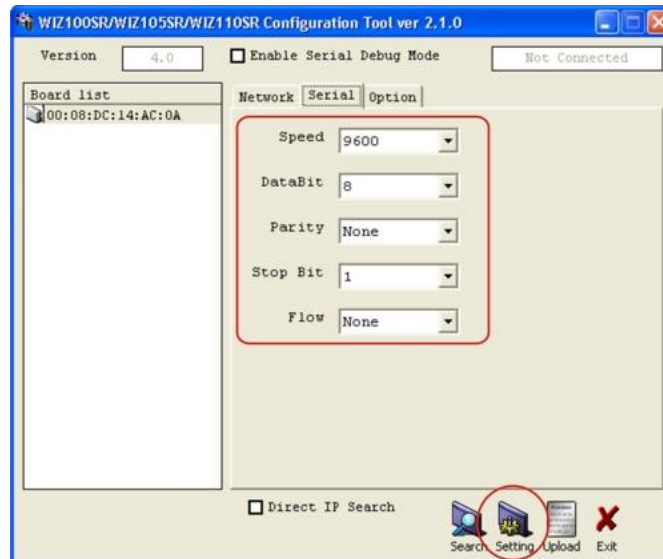 WIZ100SR/WIZ105SR/WIZ110SR Configuration Tool ver 2.1.0
Version 4.0 Enable Serial Debug Mode Not Connected
Board list
00:08:DC:14:AC:0A
Network Serial Option
Speed 9600
DataBit 8
Parity None
Stop Bit 1
Flow None
Direct IP Search
Search Setting Upload Exit